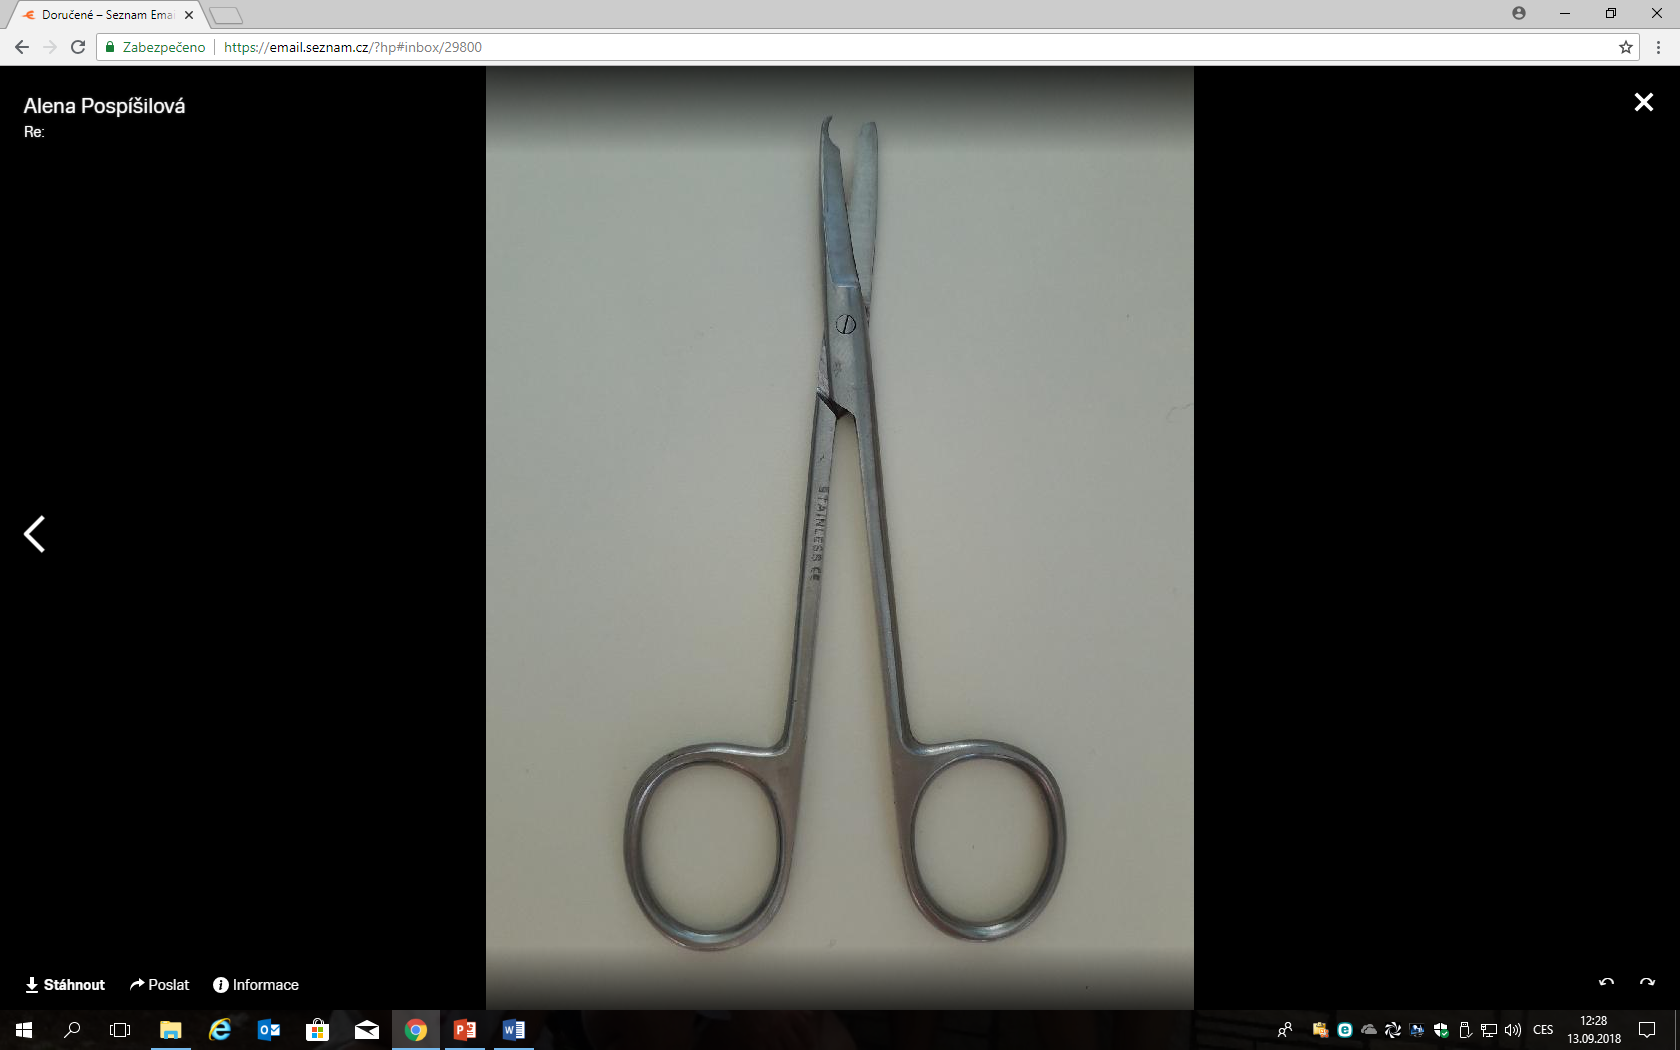 Doručené – Seznam Ema
Zabezpečeno
https://email.seznam.cz/?hp#inbox/29800
Alena Pospíšilová
Re:
STAINLESS CE
Stáhnout
Poslat
Informace
CES
12:28
13.09.2018